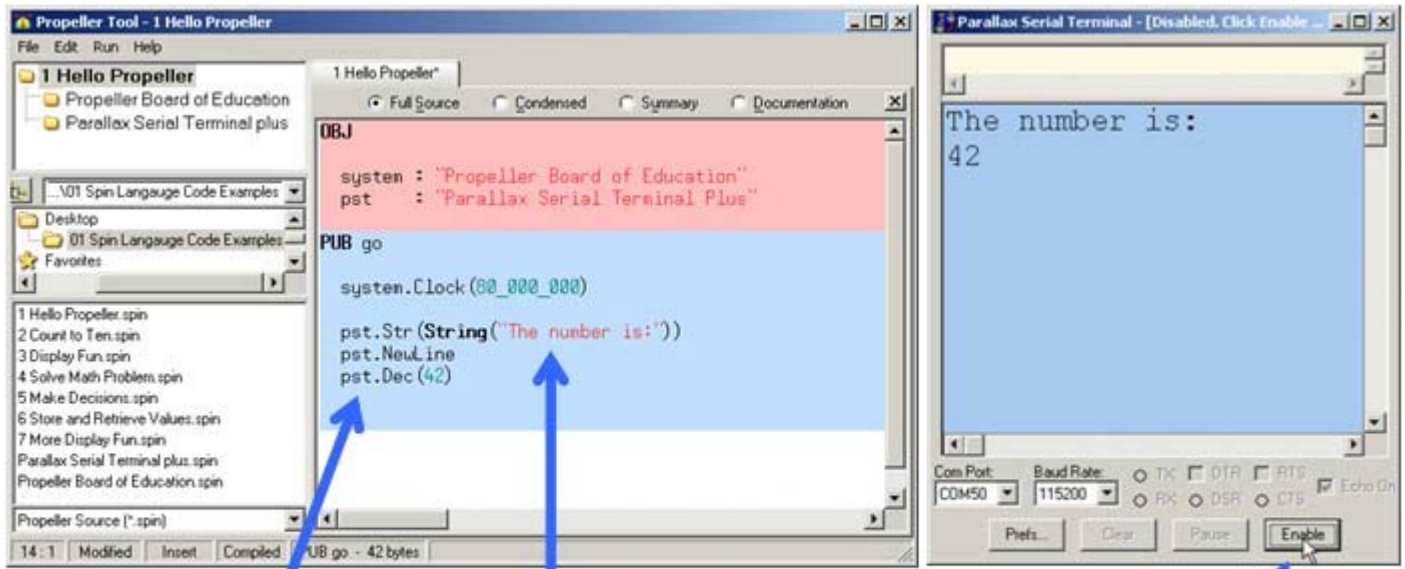 Propeller Tool - 1 Hello Propeller
File Edit Run Help
1 Hello Propeller
Propeller Board of Education
Parallax Serial Terminal plus
...\01 Spin Langauge Code Examples
Desktop
01 Spin Langauge Code Examples
Favorites
1 Hello Propeller.spin
2 Count to Ten.spin
3 Display Fun.spin
4 Solve Math Problem.spin
5 Make Decisions.spin
6 Store and Retrieve Values.spin
7 More Display Fun.spin
Parallax Serial Terminal plus.spin
Propeller Board of Education.spin
Propeller Source (*.spin)
1 Hello Propeller*
Full Source Condensed Summary Documentation
OBJ
system : "Propeller Board of Education"
pst : "Parallax Serial Terminal Plus"
PUB go
system.Clock(80_000_000)
pst.Str(String("The number is:"))
pst.NewLine
pst.Dec(42)
14 : 1 Modified Insert Compiled PUB go - 42 bytes
Parallax Serial Terminal - [Disabled. Click Enable ...
The number is:
42
Com Port: Baud Rate: TX DTR RTS
COM50 115200 RX DSR CTS Echo On
Prefs... Clear Pause Enable